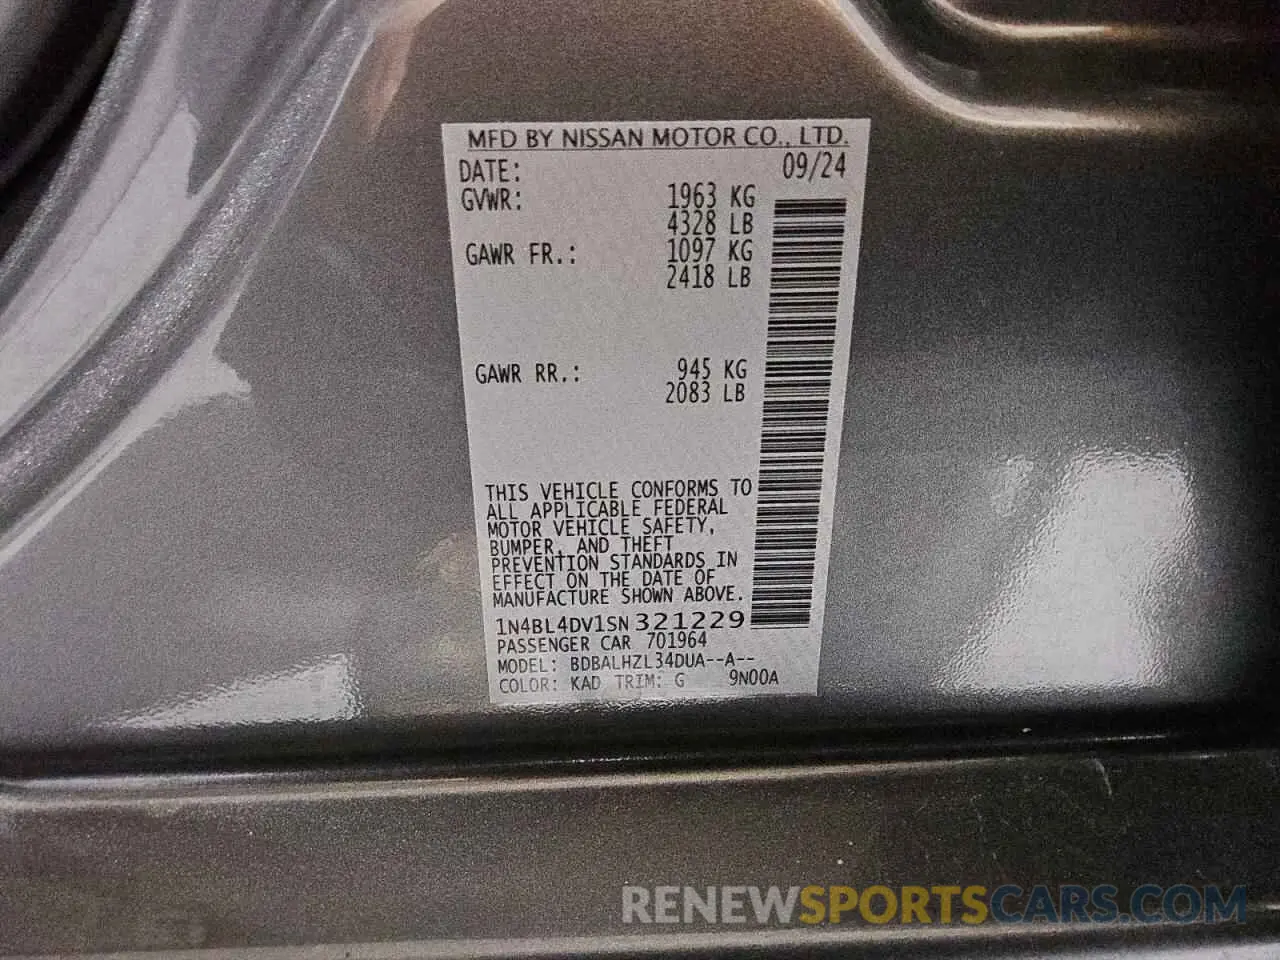 MFD BY NISSAN MOTOR CO., LTD.
DATE: 09/24
GVWR: 1963 KG
4328 LB
GAWR FR.: 1097 KG
2418 LB
GAWR RR.: 945 KG
2083 LB
THIS VEHICLE CONFORMS TO
ALL APPLICABLE FEDERAL
MOTOR VEHICLE SAFETY,
BUMPER, AND THEFT
PREVENTION STANDARDS IN
EFFECT ON THE DATE OF
MANUFACTURE SHOWN ABOVE.
1N4BL4DV1SN321229
PASSENGER CAR 701964
MODEL: BDBALHZL34DUA--A--
COLOR: KAD TRIM: G 9N00A
RENEWSPORTSCARS.COM